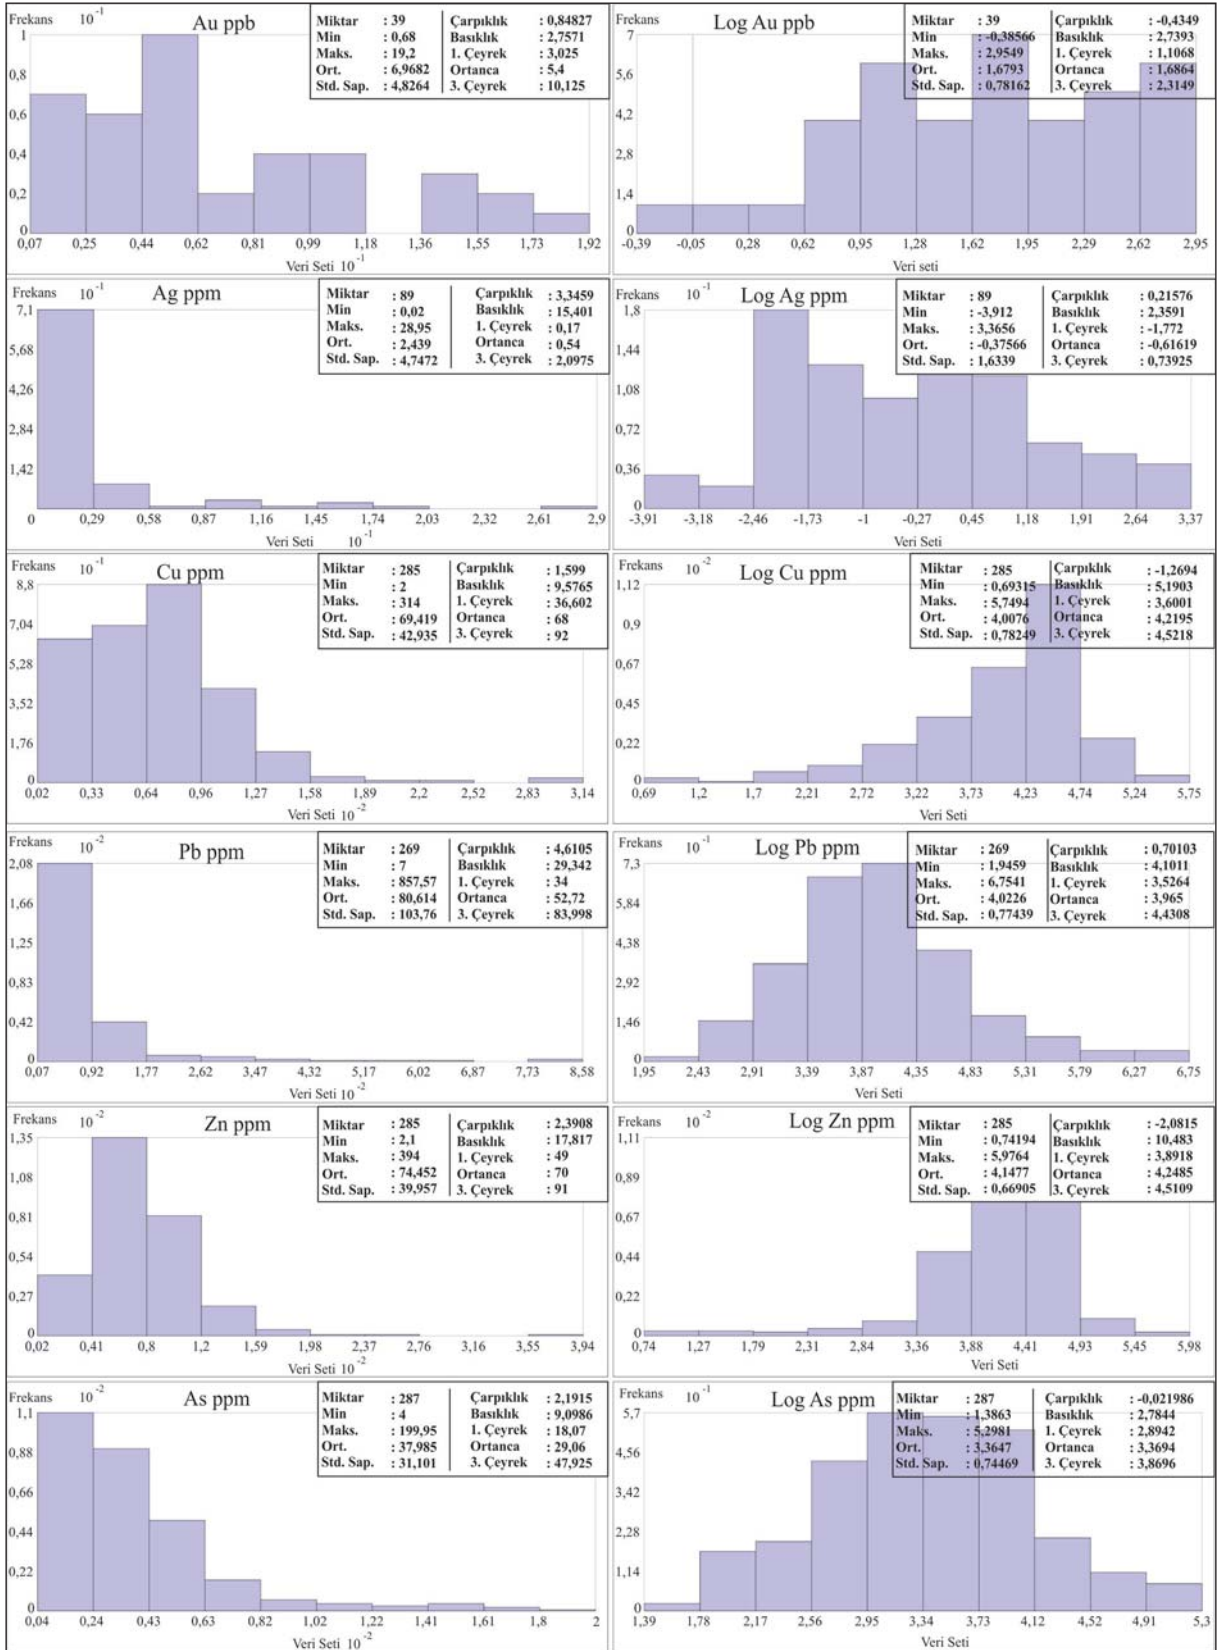 Frekans 10⁻¹ Au ppb
Miktar : 39 Çarpıklık : 0,84827
Min : 0,68 Basıklık : 2,7571
Maks. : 19,2 1. Çeyrek : 3,025
Ort. : 6,9682 Ortanca : 5,4
Std. Sap. : 4,8264 3. Çeyrek : 10,125
1
0,8
0,6
0,4
0,2
0
0,07 0,25 0,44 0,62 0,81 0,99 1,18 1,36 1,55 1,73 1,92
Veri Seti 10⁻¹
Frekans Log Au ppb
Miktar : 39 Çarpıklık : -0,4349
Min : -0,38566 Basıklık : 2,7393
Maks. : 2,9549 1. Çeyrek : 1,1068
Ort. : 1,6793 Ortanca : 1,6864
Std. Sap. : 0,78162 3. Çeyrek : 2,3149
7
5,6
4,2
2,8
1,4
0
-0,39 -0,05 0,28 0,62 0,95 1,28 1,62 1,95 2,29 2,62 2,95
Veri seti
Frekans 10⁻¹ Ag ppm
Miktar : 89 Çarpıklık : 3,3459
Min : 0,02 Basıklık : 15,401
Maks. : 28,95 1. Çeyrek : 0,17
Ort. : 2,439 Ortanca : 0,54
Std. Sap. : 4,7472 3. Çeyrek : 2,0975
7,1
5,68
4,26
2,84
1,42
0
0 0,29 0,58 0,87 1,16 1,45 1,74 2,03 2,32 2,61 2,9
Veri Seti 10⁻¹
Frekans 10⁻¹ Log Ag ppm
Miktar : 89 Çarpıklık : 0,21576
Min : -3,912 Basıklık : 2,3591
Maks. : 3,3656 1. Çeyrek : -1,772
Ort. : -0,37566 Ortanca : -0,61619
Std. Sap. : 1,6339 3. Çeyrek : 0,73925
1,8
1,44
1,08
0,72
0,36
0
-3,91 -3,18 -2,46 -1,73 -1 -0,27 0,45 1,18 1,91 2,64 3,37
Veri Seti
Frekans 10⁻¹ Cu ppm
Miktar : 285 Çarpıklık : 1,599
Min : 2 Basıklık : 9,5765
Maks. : 314 1. Çeyrek : 36,602
Ort. : 69,419 Ortanca : 68
Std. Sap. : 42,935 3. Çeyrek : 92
8,8
7,04
5,28
3,52
1,76
0
0,02 0,33 0,64 0,96 1,27 1,58 1,89 2,2 2,52 2,83 3,14
Veri Seti 10⁻²
Frekans 10⁻² Log Cu ppm
Miktar : 285 Çarpıklık : -1,2694
Min : 0,69315 Basıklık : 5,1903
Maks. : 5,7494 1. Çeyrek : 3,6001
Ort. : 4,0076 Ortanca : 4,2195
Std. Sap. : 0,78249 3. Çeyrek : 4,5218
1,12
0,9
0,67
0,45
0,22
0
0,69 1,2 1,7 2,21 2,72 3,22 3,73 4,23 4,74 5,24 5,75
Veri Seti
Frekans 10⁻² Pb ppm
Miktar : 269 Çarpıklık : 4,6105
Min : 7 Basıklık : 29,342
Maks. : 857,57 1. Çeyrek : 34
Ort. : 80,614 Ortanca : 52,72
Std. Sap. : 103,76 3. Çeyrek : 83,998
2,08
1,66
1,25
0,83
0,42
0
0,07 0,92 1,77 2,62 3,47 4,32 5,17 6,02 6,87 7,73 8,58
Veri Seti 10⁻²
Frekans 10⁻¹ Log Pb ppm
Miktar : 269 Çarpıklık : 0,70103
Min : 1,9459 Basıklık : 4,1011
Maks. : 6,7541 1. Çeyrek : 3,5264
Ort. : 4,0226 Ortanca : 3,965
Std. Sap. : 0,77439 3. Çeyrek : 4,4308
7,3
5,84
4,38
2,92
1,46
0
1,95 2,43 2,91 3,39 3,87 4,35 4,83 5,31 5,79 6,27 6,75
Veri Seti
Frekans 10⁻² Zn ppm
Miktar : 285 Çarpıklık : 2,3908
Min : 2,1 Basıklık : 17,817
Maks. : 394 1. Çeyrek : 49
Ort. : 74,452 Ortanca : 70
Std. Sap. : 39,957 3. Çeyrek : 91
1,35
1,08
0,81
0,54
0,27
0
0,02 0,41 0,8 1,2 1,59 1,98 2,37 2,76 3,16 3,55 3,94
Veri Seti 10⁻²
Frekans 10⁻² Log Zn ppm
Miktar : 285 Çarpıklık : -2,0815
Min : 0,74194 Basıklık : 10,483
Maks. : 5,9764 1. Çeyrek : 3,8918
Ort. : 4,1477 Ortanca : 4,2485
Std. Sap. : 0,66905 3. Çeyrek : 4,5109
1,11
0,89
0,67
0,44
0,22
0
0,74 1,27 1,79 2,31 2,84 3,36 3,88 4,41 4,93 5,45 5,98
Veri Seti
Frekans 10⁻² As ppm
Miktar : 287 Çarpıklık : 2,1915
Min : 4 Basıklık : 9,0986
Maks. : 199,95 1. Çeyrek : 18,07
Ort. : 37,985 Ortanca : 29,06
Std. Sap. : 31,101 3. Çeyrek : 47,925
1,1
0,88
0,66
0,44
0,22
0
0,04 0,24 0,43 0,63 0,82 1,02 1,22 1,41 1,61 1,8 2
Veri Seti 10⁻²
Frekans 10⁻¹ Log As ppm
Miktar : 287 Çarpıklık : -0,021986
Min : 1,3863 Basıklık : 2,7844
Maks. : 5,2981 1. Çeyrek : 2,8942
Ort. : 3,3647 Ortanca : 3,3694
Std. Sap. : 0,74469 3. Çeyrek : 3,8696
5,7
4,56
3,42
2,28
1,14
0
1,39 1,78 2,17 2,56 2,95 3,34 3,73 4,12 4,52 4,91 5,3
Veri Seti